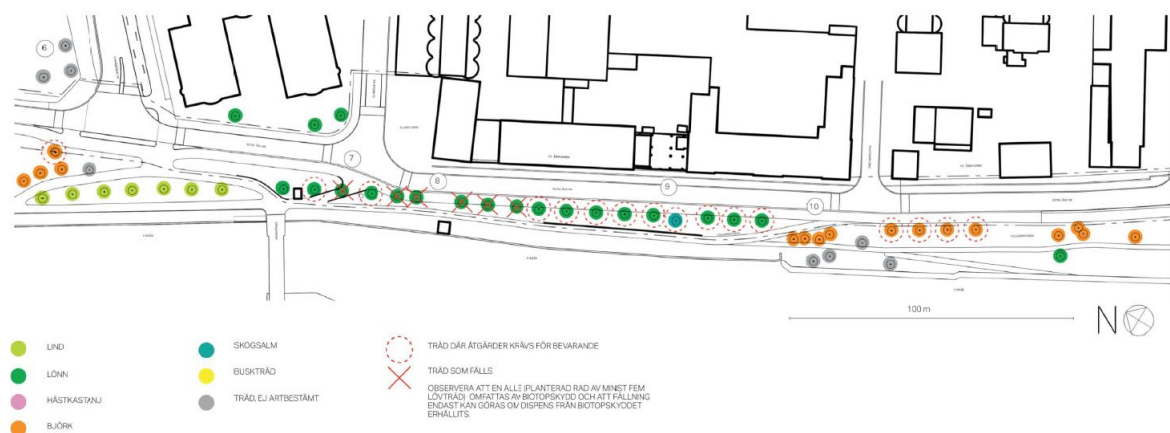 6
7
8
9
10
100 m
N
LIND
LÖNN
HÄSTKASTANJ
BJÖRK
SKOGSALM
BUSKTRÄD
TRÄD, EJ ARTBESTÄMT
TRÄD DÄR ÅTGÄRDER KRÄVS FÖR BEVARANDE
TRÄD SOM FÄLLS
OBSERVERA ATT EN ALLÉ (PLANTERAD RAD AV MINST FEM
LÖVTRÄD) OMFATTAS AV BIOTOPSKYDD OCH ATT FÄLLNING
ENDAST KAN GÖRAS OM DISPENS FRÅN BIOTOPSKYDDET
ERHÅLLITS.